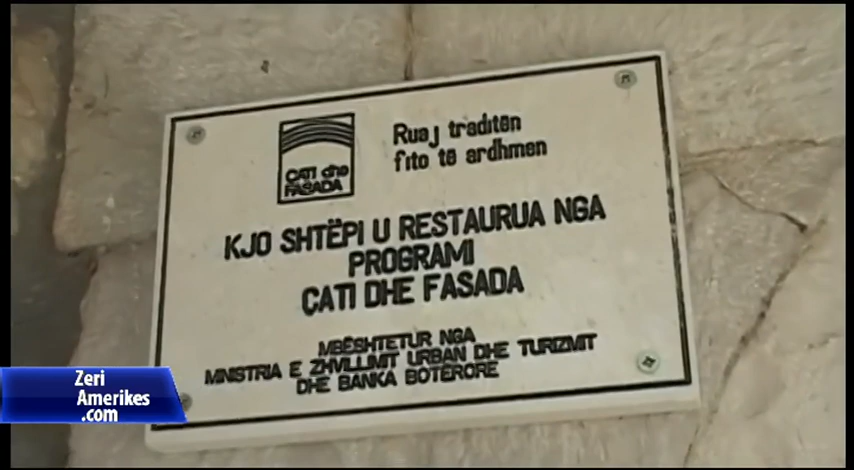 Ruaj traditën
fito të ardhmen
ÇATI dhe
FASADA
KJO SHTËPI U RESTAURUA NGA
PROGRAMI
ÇATI DHE FASADA
MBËSHTETUR NGA
MINISTRIA E ZHVILLIMIT URBAN DHE TURIZMIT
DHE BANKA BOTËRORE
Zeri
Amerikes
.com